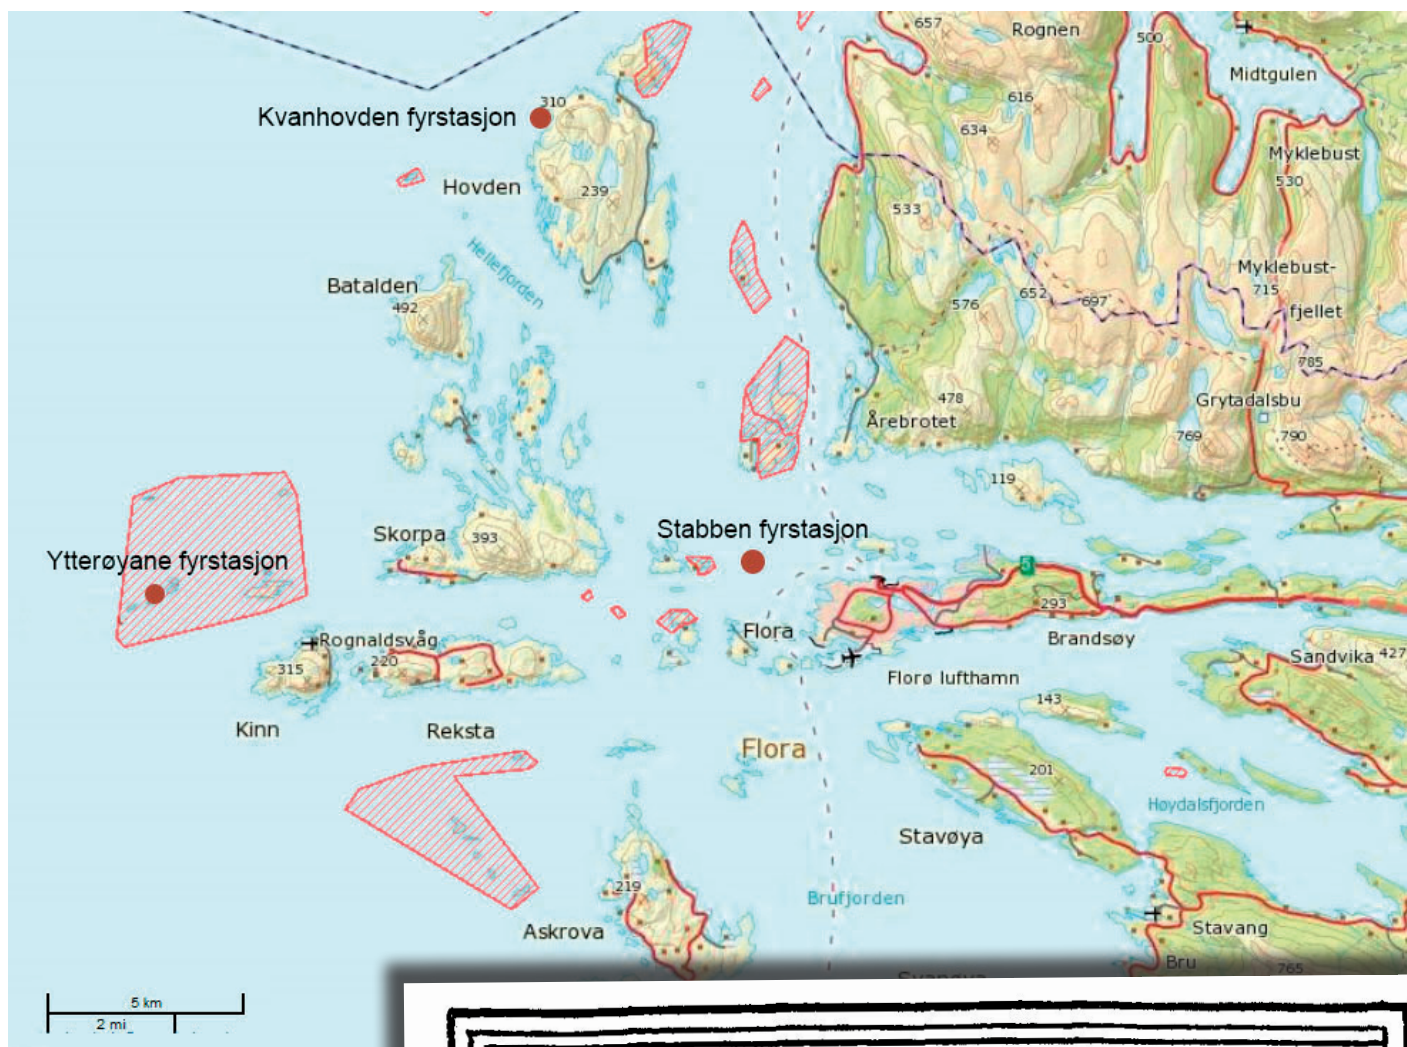 657
Rognen
500
Midtgulen
Kvanhovden fyrstasjon
310
616
634
Myklebust
530
Hovden
239
533
Hellefjorden
Batalden
492
Myklebust-
715
fjellet
652
697
576
785
478
Grytadalsbu
Årebrotet
769
790
119
Skorpa
393
Stabben fyrstasjon
Ytterøyane fyrstasjon
5
293
Flora
Brandsøy
Rognaldsvåg
315
220
Sandvika
427
Florø lufthamn
143
Kinn
Reksta
Flora
201
Høydalsfjorden
Stavøya
219
Brufjorden
Askrova
Stavang
Bru
765
5 km
2 mi